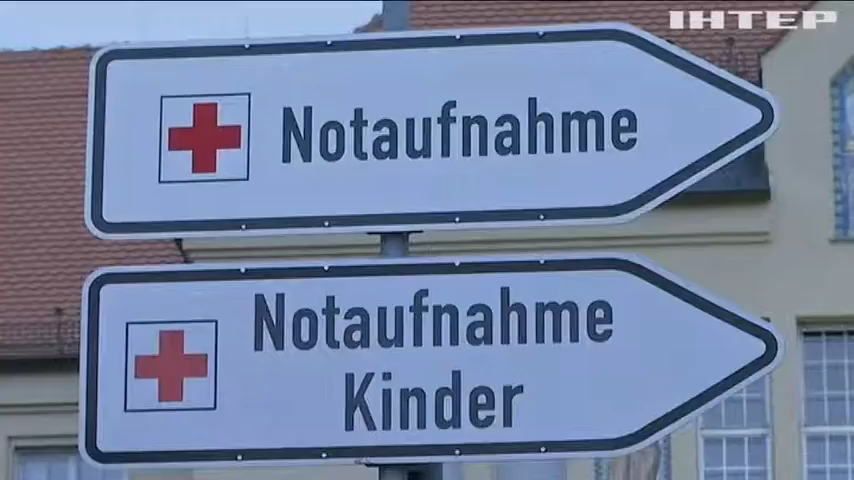 ІНТЕР
Notaufnahme
Notaufnahme
Kinder